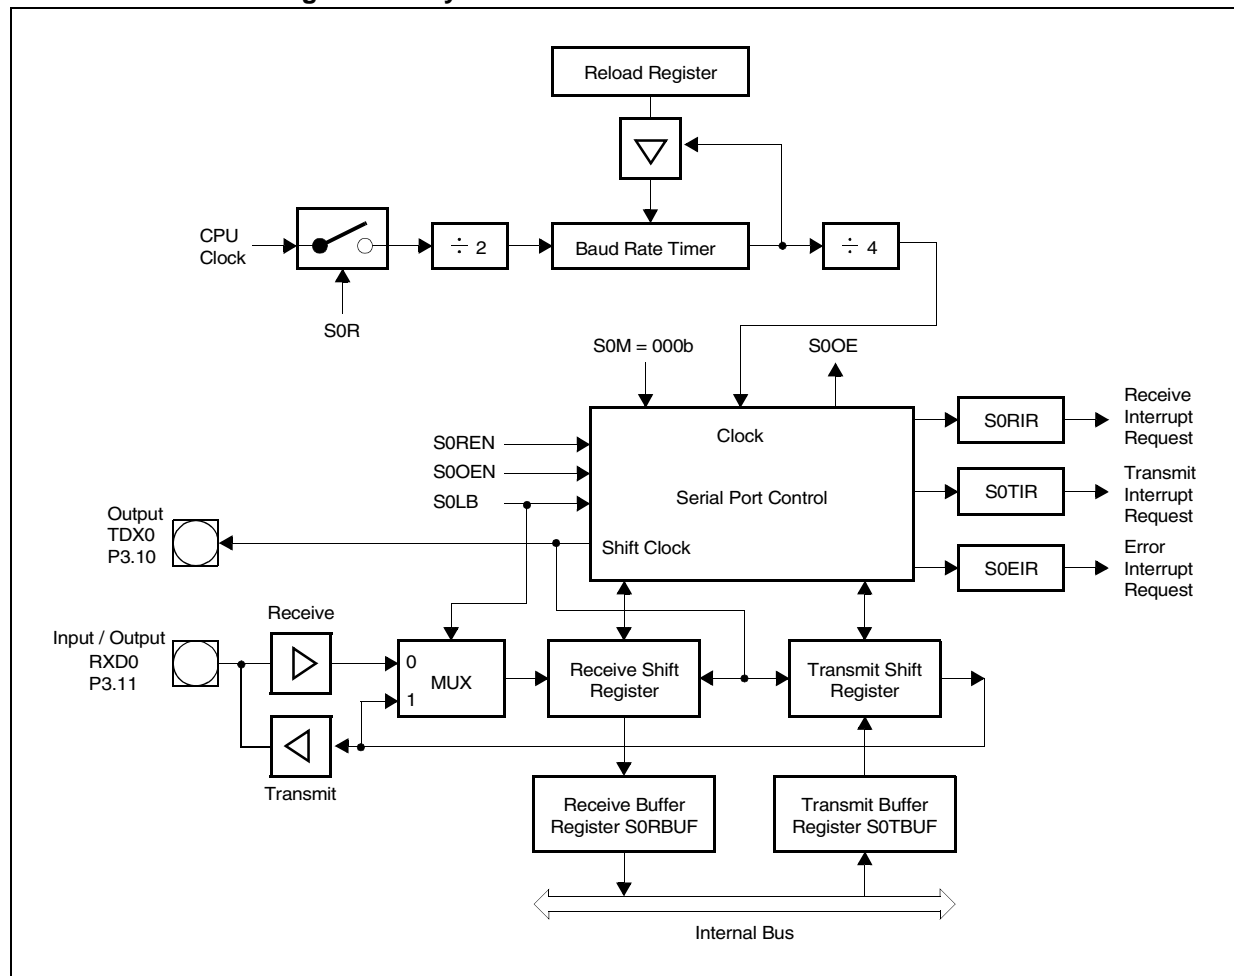 Reload Register
CPU
Clock
÷ 2
Baud Rate Timer
÷ 4
S0R
S0M = 000b
S0OE
S0REN
S0OEN
S0LB
Clock
Serial Port Control
Shift Clock
S0RIR
Receive
Interrupt
Request
S0TIR
Transmit
Interrupt
Request
S0EIR
Error
Interrupt
Request
Output
TDX0
P3.10
Input / Output
RXD0
P3.11
Receive
Transmit
0
MUX
1
Receive Shift
Register
Transmit Shift
Register
Receive Buffer
Register S0RBUF
Transmit Buffer
Register S0TBUF
Internal Bus